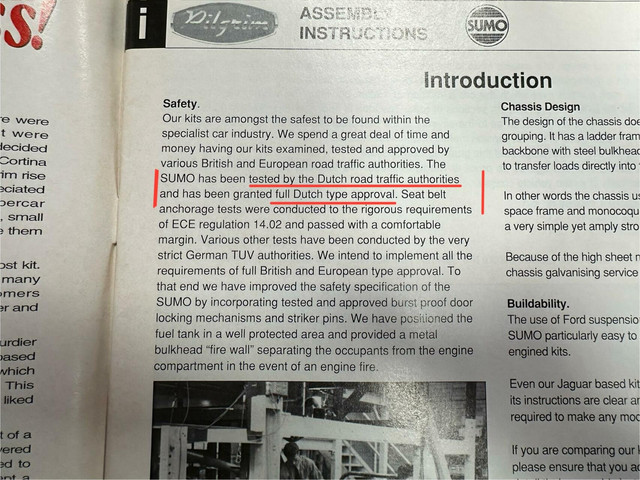 SS!
re were
t were
decided
Cortina
rim rise
eciated
percar
, small
e them
ost kit.
many
omers
er and
urdier
based
which
This
liked
t of a
vered
ed to
i
Pilgrim
ASSEMBLY
INSTRUCTIONS
SUMO
Introduction
Safety.
Our kits are amongst the safest to be found within the
specialist car industry. We spend a great deal of time and
money having our kits examined, tested and approved by
various British and European road traffic authorities. The
SUMO has been tested by the Dutch road traffic authorities
and has been granted full Dutch type approval. Seat belt
anchorage tests were conducted to the rigorous requirements
of ECE regulation 14.02 and passed with a comfortable
margin. Various other tests have been conducted by the very
strict German TUV authorities. We intend to implement all the
requirements of full British and European type approval. To
that end we have improved the safety specification of the
SUMO by incorporating tested and approved burst proof door
locking mechanisms and striker pins. We have positioned the
fuel tank in a well protected area and provided a metal
bulkhead “fire wall” separating the occupants from the engine
compartment in the event of an engine fire.
Chassis Design
The design of the chassis doe
grouping. It has a ladder fram
backbone with steel bulkhead
to transfer loads directly into
In other words the chassis us
space frame and monocoqu
a very simple yet amply stro
Because of the high sheet m
chassis galvanising service
Buildability.
The use of Ford suspensio
SUMO particularly easy to
engined kits.
Even our Jaguar based kit
its instructions are clear an
required to make any mod
If you are comparing our k
please ensure that you ad